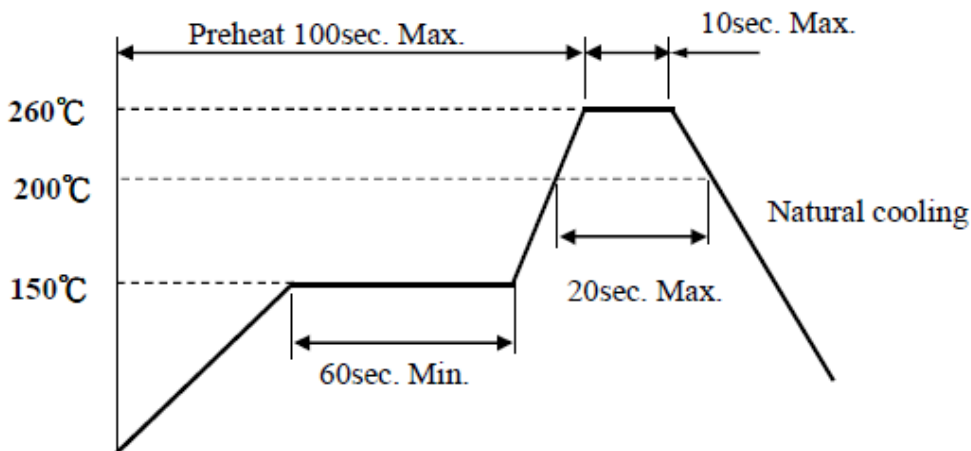 10sec. Max.
Preheat 100sec. Max.
260℃
200℃
Natural cooling
150℃
20sec. Max.
60sec. Min.